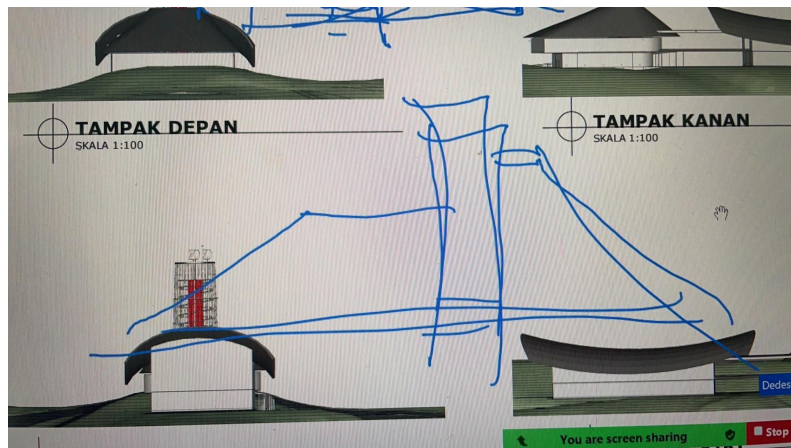 TAMPAK DEPAN
SKALA 1:100
TAMPAK KANAN
SKALA 1:100
Dedes
You are screen sharing
Stop